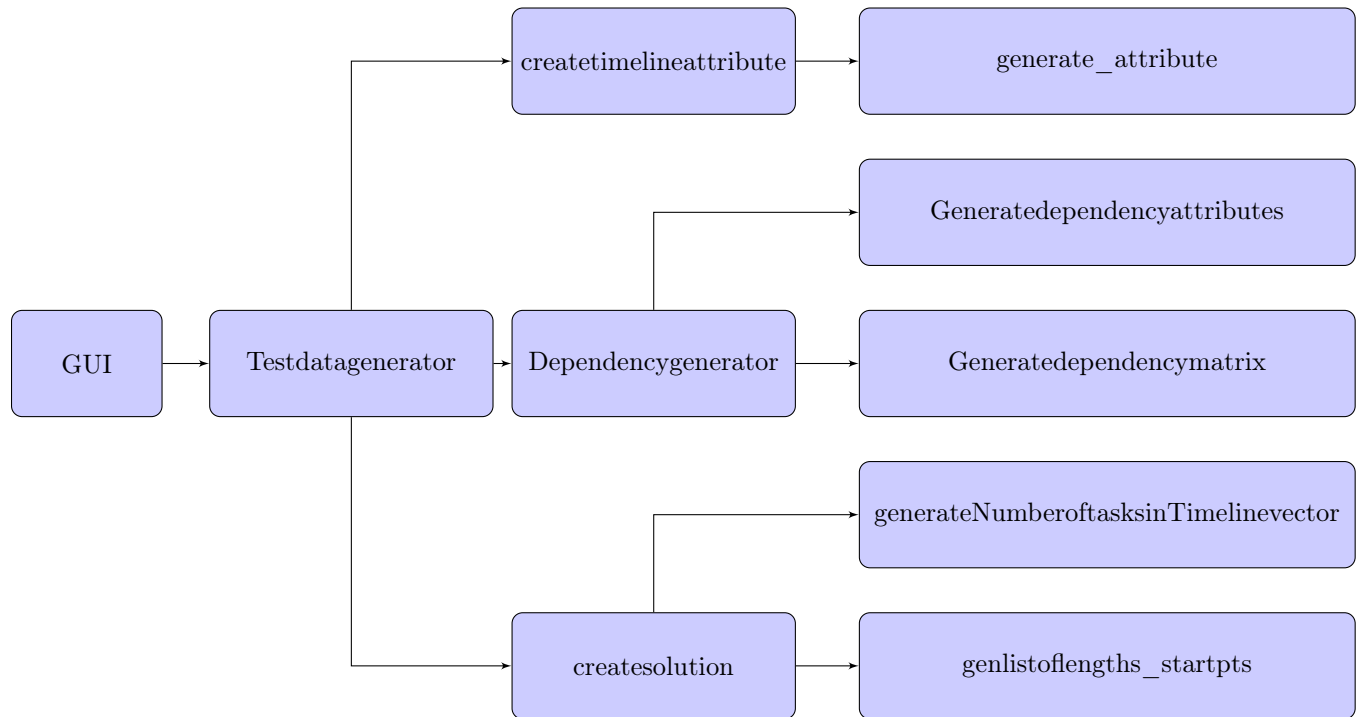 createtimelineattribute
generate_attribute
Generatedependencyattributes
GUI
Testdatagenerator
Dependencygenerator
Generatedependencymatrix
generateNumberoftasksinTimelinevector
createsolution
genlistoflengths_startpts